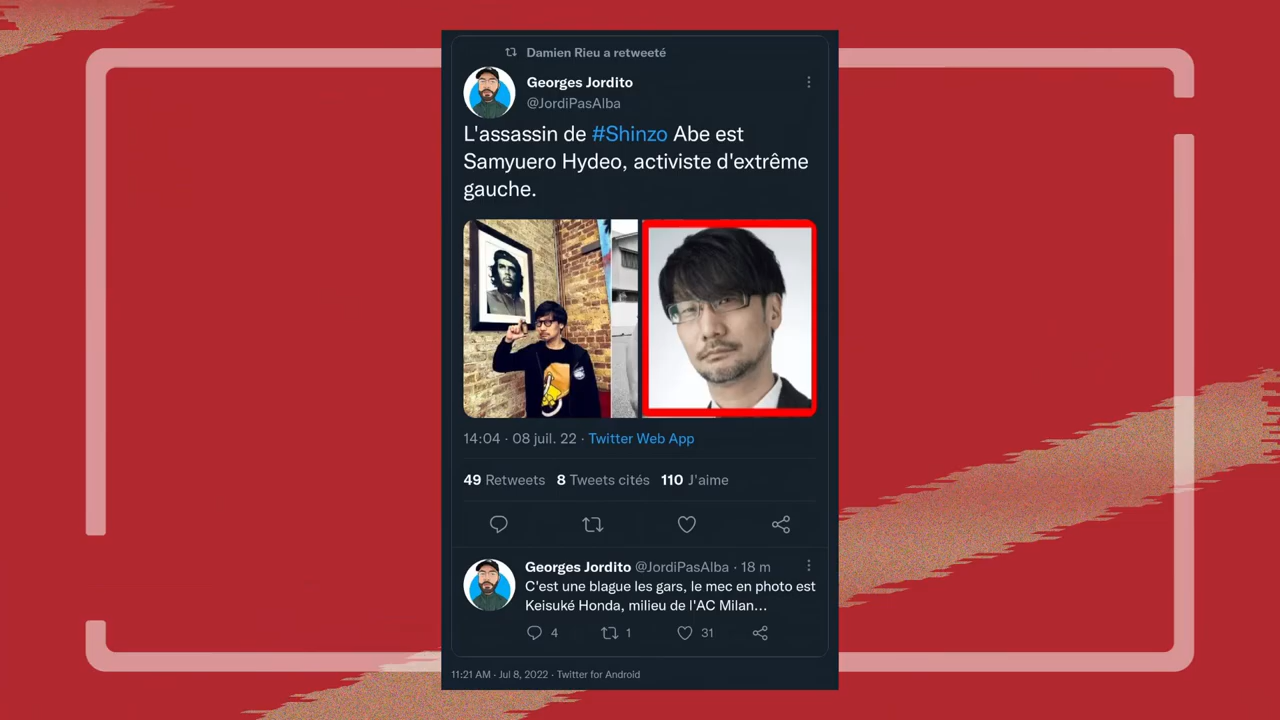 Damien Rieu a retweeté
Georges Jordito
@JordiPasAlba
L'assassin de #Shinzo Abe est
Samyuero Hydeo, activiste d'extrême
gauche.
14:04 · 08 juil. 22 · Twitter Web App
49 Retweets 8 Tweets cités 110 J'aime
Georges Jordito @JordiPasAlba · 18 m
C'est une blague les gars, le mec en photo est
Keisuké Honda, milieu de l'AC Milan...
4 1 31
11:21 AM · Jul 8, 2022 · Twitter for Android